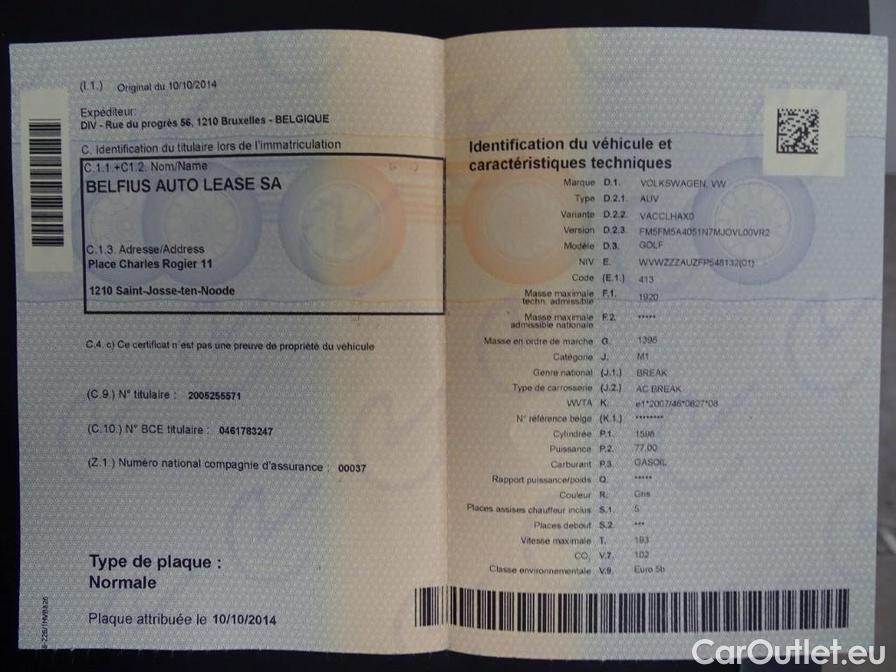 (I.1.) Original du 10/10/2014
Expéditeur:
DIV - Rue du progrès 56, 1210 Bruxelles - BELGIQUE
C. Identification du titulaire lors de l'immatriculation
C.1.1.+C1.2. Nom/Name
BELFIUS AUTO LEASE SA
C.1.3. Adresse/Address
Place Charles Rogier 11
1210 Saint-Josse-ten-Noode
C.4. c) Ce certificat n'est pas une preuve de propriété du véhicule
(C.9.) N° titulaire : 2005255571
(C.10.) N° BCE titulaire : 0461783247
(Z.1.) Numéro national compagnie d'assurance : 00037
Type de plaque :
Normale
Plaque attribuée le 10/10/2014
Identification du véhicule et
caractéristiques techniques
Marque D.1. VOLKSWAGEN, VW
Type D.2.1. AUV
Variante D.2.2. VACCLHAX0
Version D.2.3. FM5FM5A4051N7MJOVL00VR2
Modèle D.3. GOLF
NIV E. WVWZZZAUZFP548132(01)
Code (E.1.) 413
Masse maximale techn. admissible F.1. 1920
Masse maximale admissible nationale F.2. *****
Masse en ordre de marche G. 1395
Catégorie J. M1
Genre national (J.1.) BREAK
Type de carrosserie (J.2.) AC BREAK
WVTA K. e1*2007/46*0627*08
N° référence belge (K.1.) ********
Cylindrée P.1. 1598
Puissance P.2. 77.00
Carburant P.3. GASOIL
Rapport puissance/poids Q. *****
Couleur R. Gris
Places assises chauffeur inclus S.1. 5
Places debout S.2. ***
Vitesse maximale T. 193
CO₂ V.7. 102
Classe environnementale V.9. Euro 5b
CarOutlet.eu